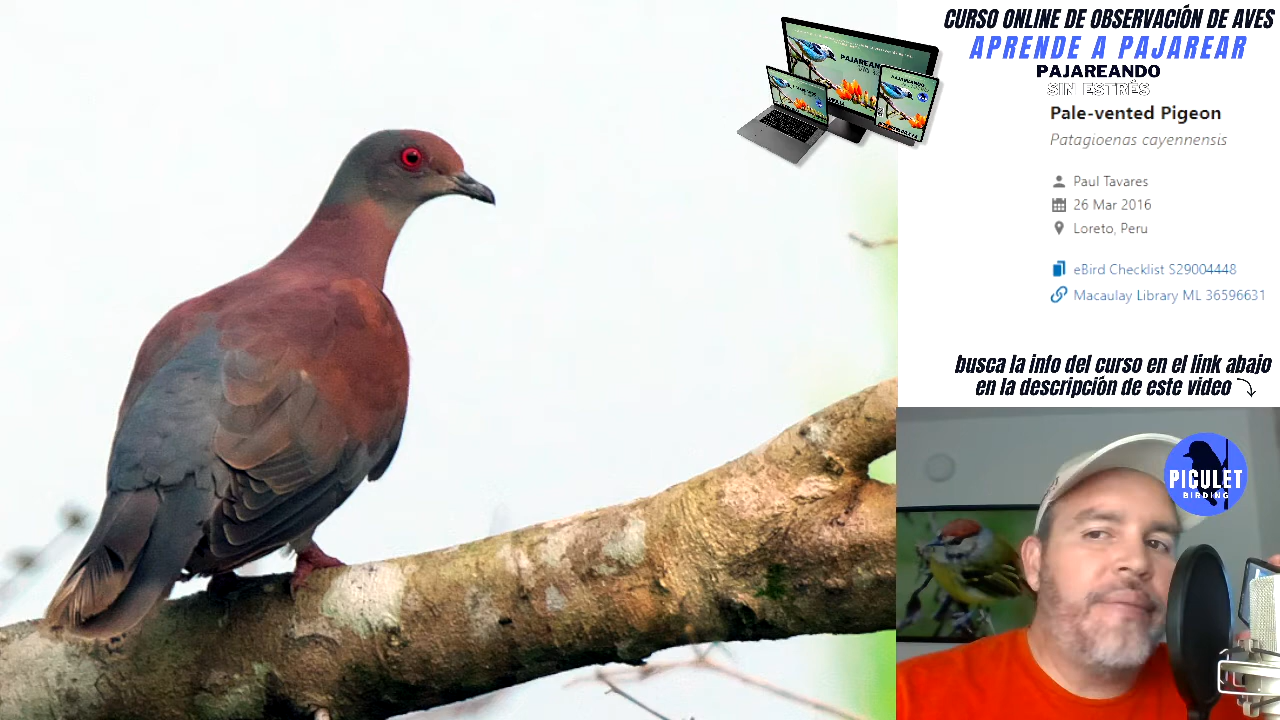 CURSO ONLINE DE OBSERVACIÓN DE AVES
APRENDE A PAJAREAR
PAJAREANDO
SIN ESTRÉS
Pale-vented Pigeon
Patagioenas cayennensis
Paul Tavares
26 Mar 2016
Loreto, Peru
eBird Checklist S29004448
Macaulay Library ML 36596631
busca la info del curso en el link abajo
en la descripción de este video
PICULET
BIRDING